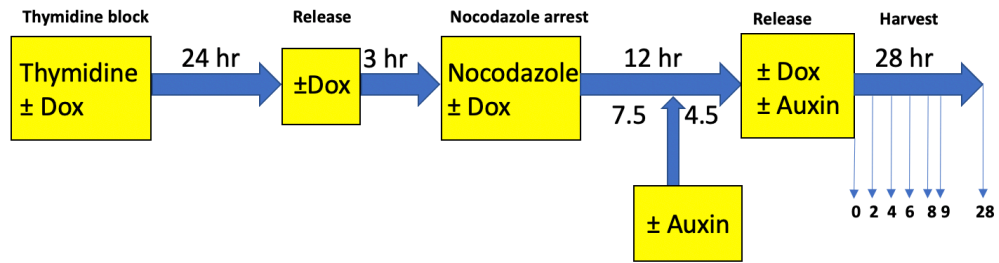 Thymidine block
Release
Nocodazole arrest
Release
Harvest
Thymidine
± Dox
24 hr
±Dox
3 hr
Nocodazole
± Dox
12 hr
7.5
4.5
± Dox
± Auxin
28 hr
± Auxin
0 2 4 6 8 9 28